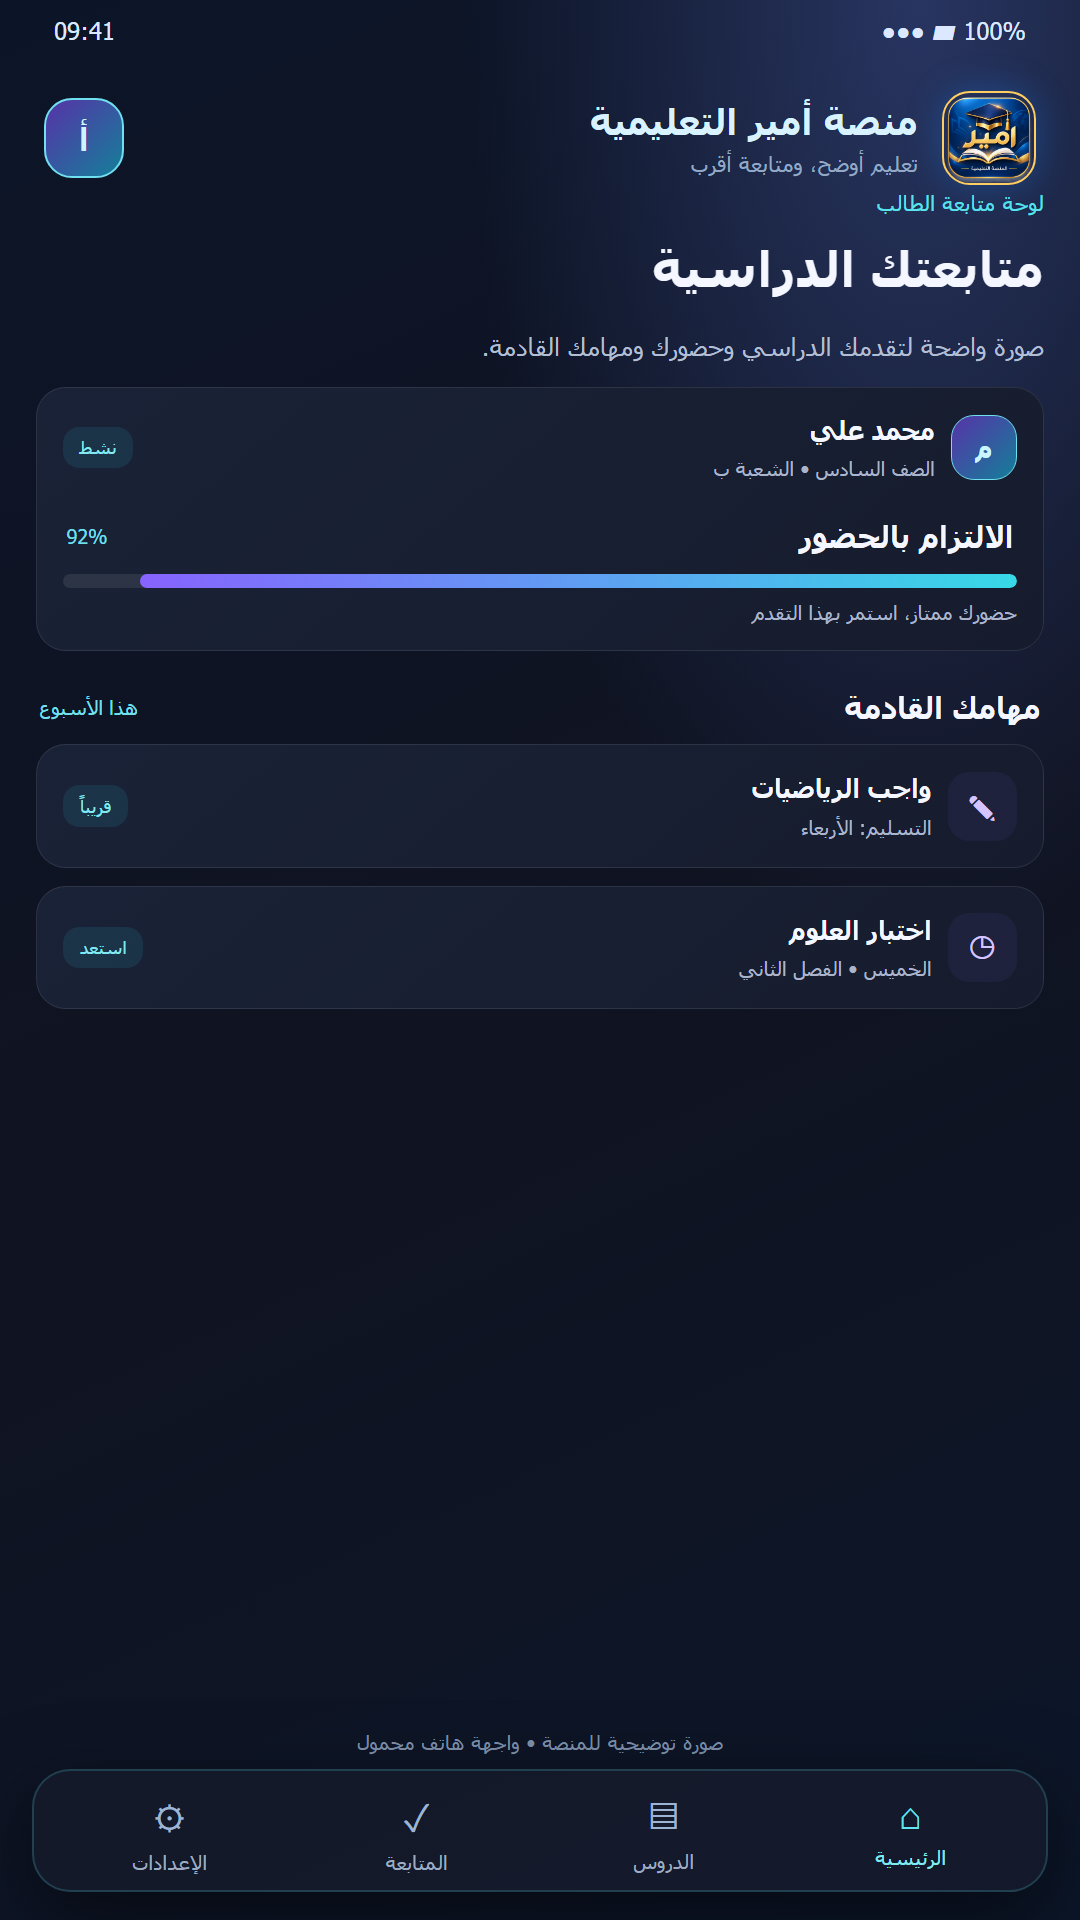 09:41
100%
منصة أمير التعليمية
تعليم أوضح، ومتابعة أقرب
أ
أمير
لوحة متابعة الطالب
متابعتك الدراسية
صورة واضحة لتقدمك الدراسي وحضورك ومهامك القادمة.
م
محمد علي
الصف السادس • الشعبة ب
نشط
الالتزام بالحضور
92%
حضورك ممتاز، استمر بهذا التقدم
مهامك القادمة
هذا الأسبوع
واجب الرياضيات
التسليم: الأربعاء
قريباً
اختبار العلوم
الخميس • الفصل الثاني
استعد
صورة توضيحية للمنصة • واجهة هاتف محمول
الرئيسية
الدروس
المتابعة
الإعدادات